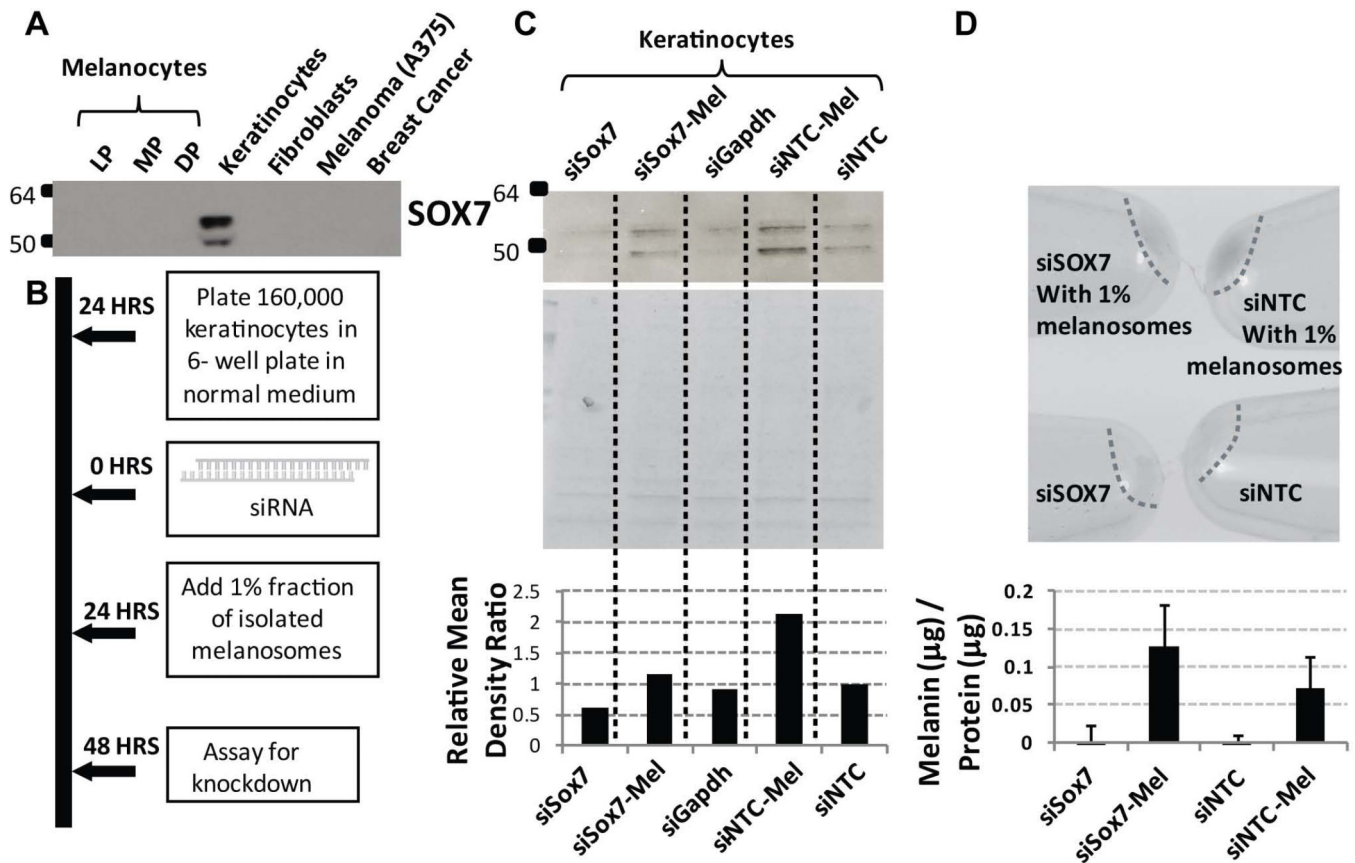 A
Melanocytes
LP
MP
DP
Keratinocytes
Fibroblasts
Melanoma (A375)
Breast Cancer
64
50
SOX7
B
24 HRS
Plate 160,000
keratinocytes in
6- well plate in
normal medium
0 HRS
siRNA
24 HRS
Add 1% fraction
of isolated
melanosomes
48 HRS
Assay for
knockdown
C
Keratinocytes
siSox7
siSox7-Mel
siGapdh
siNTC-Mel
siNTC
64
50
Relative Mean
Density Ratio
2.5
2
1.5
1
0.5
0
siSox7
siSox7-Mel
siGapdh
siNTC-Mel
siNTC
D
siSOX7
With 1%
melanosomes
siNTC
With 1%
melanosomes
siSOX7
siNTC
Melanin (µg) /
Protein (µg)
0.2
0.15
0.1
0.05
0
siSox7
siSox7-Mel
siNTC
siNTC-Mel